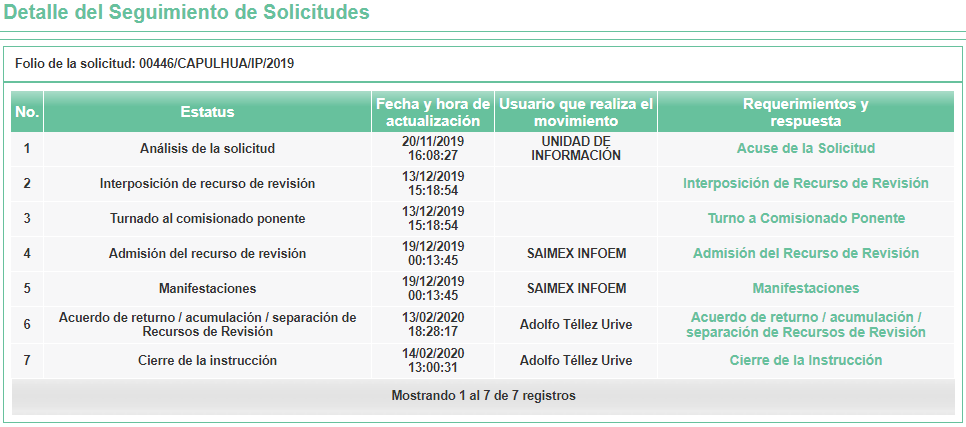 Detalle del Seguimiento de Solicitudes
Folio de la solicitud: 00446/CAPULHUA/IP/2019
No. Estatus Fecha y hora de actualización Usuario que realiza el movimiento Requerimientos y respuesta
1 Análisis de la solicitud 20/11/2019 16:08:27 UNIDAD DE INFORMACIÓN Acuse de la Solicitud
2 Interposición de recurso de revisión 13/12/2019 15:18:54 Interposición de Recurso de Revisión
3 Turnado al comisionado ponente 13/12/2019 15:18:54 Turno a Comisionado Ponente
4 Admisión del recurso de revisión 19/12/2019 00:13:45 SAIMEX INFOEM Admisión del Recurso de Revisión
5 Manifestaciones 19/12/2019 00:13:45 SAIMEX INFOEM Manifestaciones
6 Acuerdo de returno / acumulación / separación de Recursos de Revisión 13/02/2020 18:28:17 Adolfo Téllez Urive Acuerdo de returno / acumulación / separación de Recursos de Revisión
7 Cierre de la instrucción 14/02/2020 13:00:31 Adolfo Téllez Urive Cierre de la Instrucción
Mostrando 1 al 7 de 7 registros